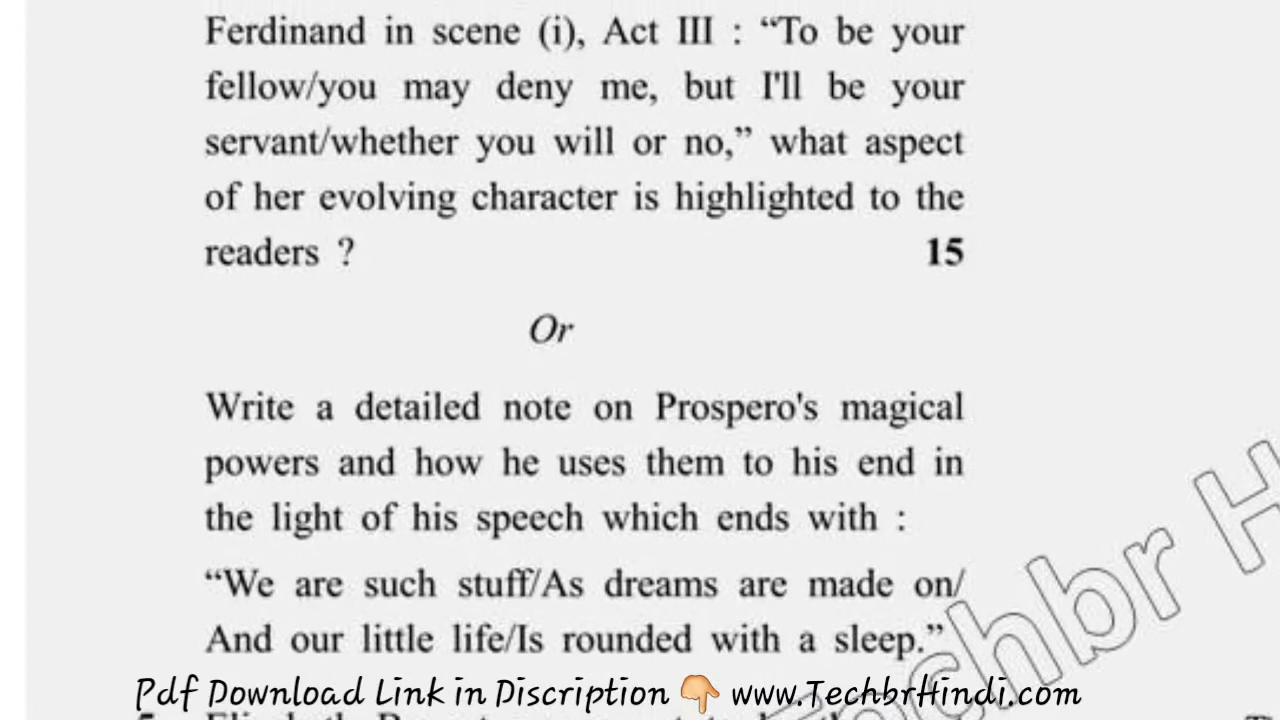 Ferdinand in scene (i), Act III : “To be your
fellow/you may deny me, but I'll be your
servant/whether you will or no,” what aspect
of her evolving character is highlighted to the
readers ? 15
Or
Write a detailed note on Prospero's magical
powers and how he uses them to his end in
the light of his speech which ends with :
“We are such stuff/As dreams are made on/
And our little life/Is rounded with a sleep.”
Pdf Download Link in Discription 👇 www.TechbrHindi.com